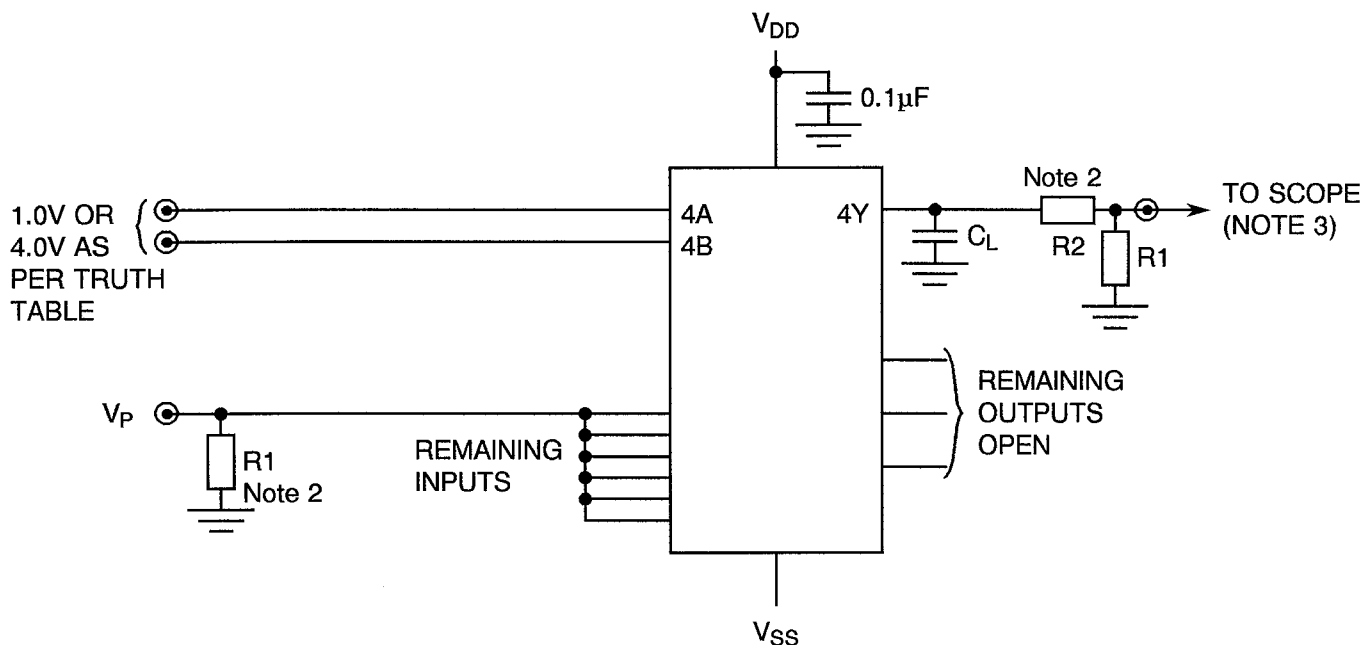 VDD
0.1µF
1.0V OR
4.0V AS
PER TRUTH
TABLE
4A
4B
4Y
CL
Note 2
R2
R1
TO SCOPE
(NOTE 3)
VP
R1
Note 2
REMAINING
INPUTS
REMAINING
OUTPUTS
OPEN
VSS